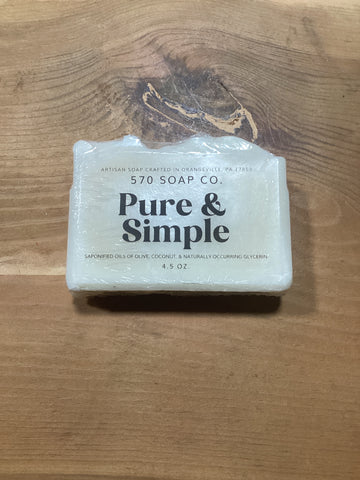 ARTISAN SOAP CRAFTED IN ORANGEVILLE, PA 17859
570 SOAP CO.
Pure &
Simple
SAPONIFIED OILS OF OLIVE, COCONUT, & NATURALLY OCCURRING GLYCERIN
4.5 OZ